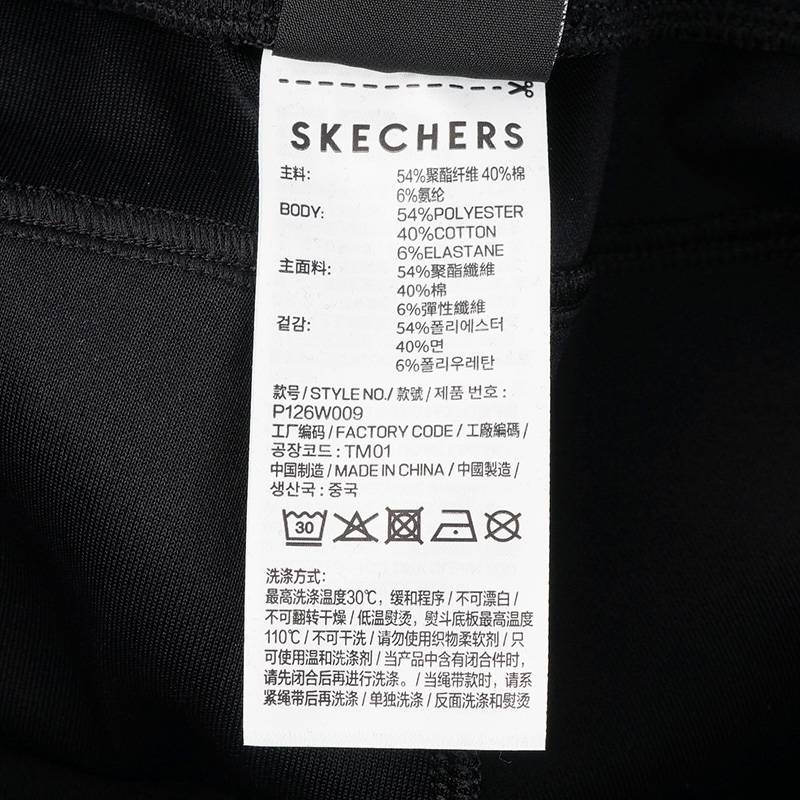 SKECHERS
主料: 54%聚酯纤维 40%棉
6%氨纶
BODY: 54%POLYESTER
40%COTTON
6%ELASTANE
主面料: 54%聚酯纖維
40%棉
6%彈性纖維
겉감: 54%폴리에스터
40%면
6%폴리우레탄
款号/STYLE NO./款號/제품 번호:
P126W009
工厂编码/FACTORY CODE/工廠編碼/
공장코드:TM01
中国制造/MADE IN CHINA/中國製造/
생산국:중국
30
洗涤方式:
最高洗涤温度30℃，缓和程序/不可漂白/
不可翻转干燥/低温熨烫，熨斗底板最高温度
110℃/不可干洗/请勿使用织物柔软剂/只
可使用温和洗涤剂/当产品中含有闭合件时，
请先闭合后再进行洗涤。/当绳带款时，请系
紧绳带后再洗涤/单独洗涤/反面洗涤和熨烫